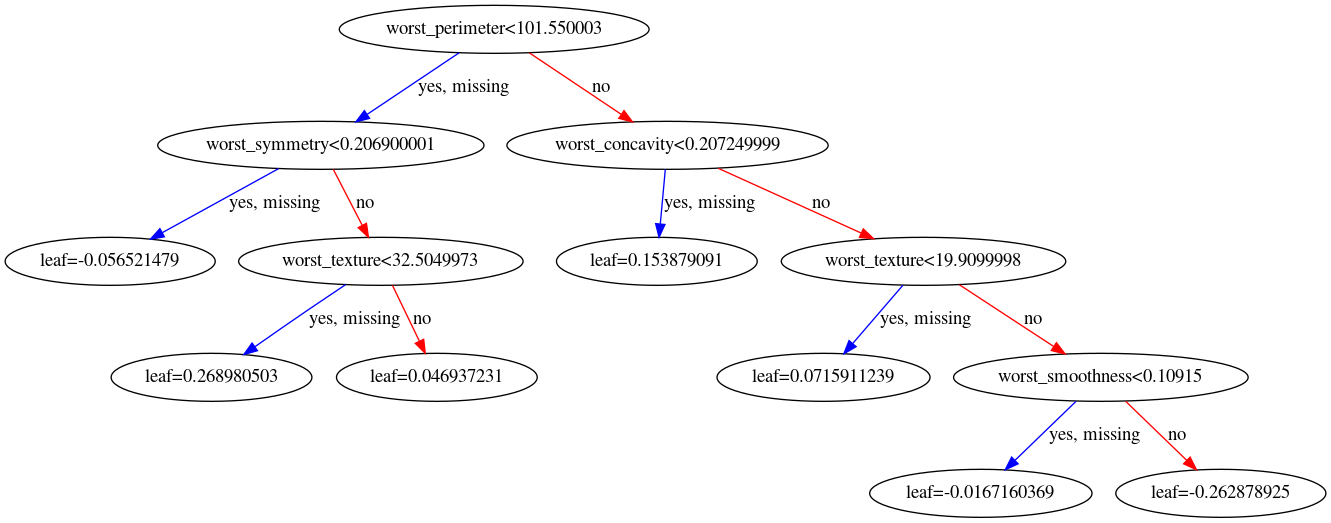 worst_perimeter<101.550003
yes, missing
no
worst_symmetry<0.206900001
worst_concavity<0.207249999
yes, missing
no
yes, missing
no
leaf=-0.056521479
worst_texture<32.5049973
leaf=0.153879091
worst_texture<19.9099998
yes, missing
no
yes, missing
no
leaf=0.268980503
leaf=0.046937231
leaf=0.0715911239
worst_smoothness<0.10915
yes, missing
no
leaf=-0.0167160369
leaf=-0.262878925